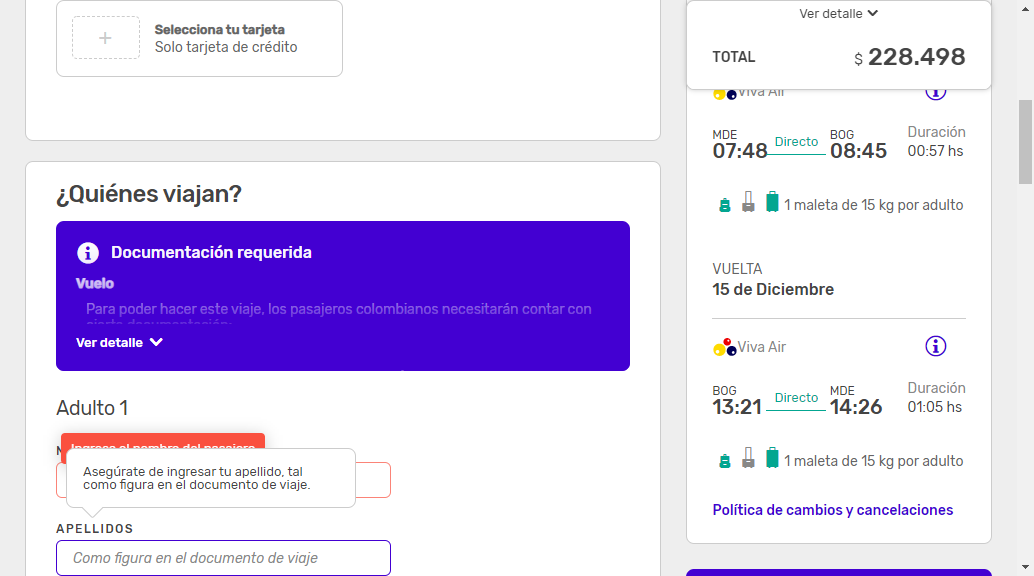 Selecciona tu tarjeta
Solo tarjeta de crédito
¿Quiénes viajan?
Documentación requerida
Vuelo
Para poder hacer este viaje, los pasajeros colombianos necesitarán contar con
cierta documentación:
Ver detalle
Adulto 1
Ingresa el nombre del pasajero
Asegúrate de ingresar tu apellido, tal
como figura en el documento de viaje.
APELLIDOS
Como figura en el documento de viaje
Ver detalle
TOTAL $ 228.498
Viva Air
MDE Directo BOG Duración
07:48 08:45 00:57 hs
1 maleta de 15 kg por adulto
VUELTA
15 de Diciembre
Viva Air
BOG Directo MDE Duración
13:21 14:26 01:05 hs
1 maleta de 15 kg por adulto
Política de cambios y cancelaciones